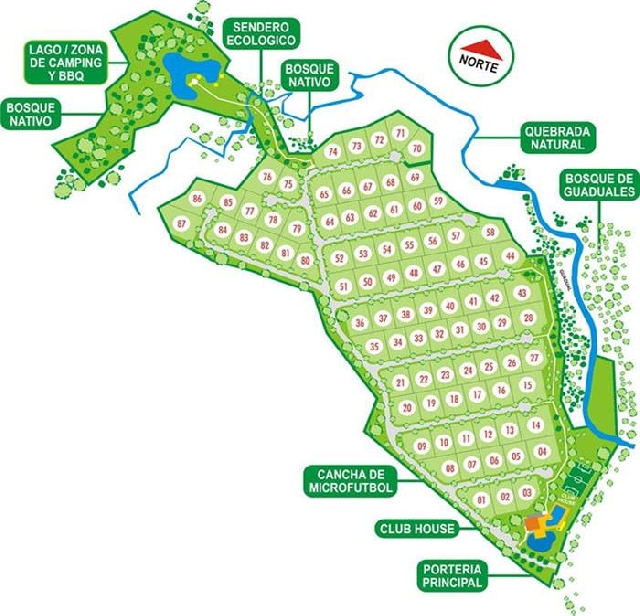 SENDERO
ECOLOGICO
LAGO / ZONA
DE CAMPING
Y BBQ
BOSQUE
NATIVO
BOSQUE
NATIVO
NORTE
QUEBRADA
NATURAL
BOSQUE DE
GUADUALES
74 73 72 71
70
76 75
65 66 67 68 69
64 63 62 61 60 59
86 85 77 78 79
87 84 83 82 81 80
52 53 54 55 56 57 58
51 50 49 48 47 46 45 44
36 37 38 39 40 41 42 43
35 34 33 32 31 30 29 28
21 22 23 24 25 26 27
20 19 18 17 16 15
09 10 11 12 13 14
08 07 06 05 04
01 02 03
CANCHA DE
MICROFUTBOL
CLUB HOUSE
CLUB
HOUSE
PORTERIA
PRINCIPAL